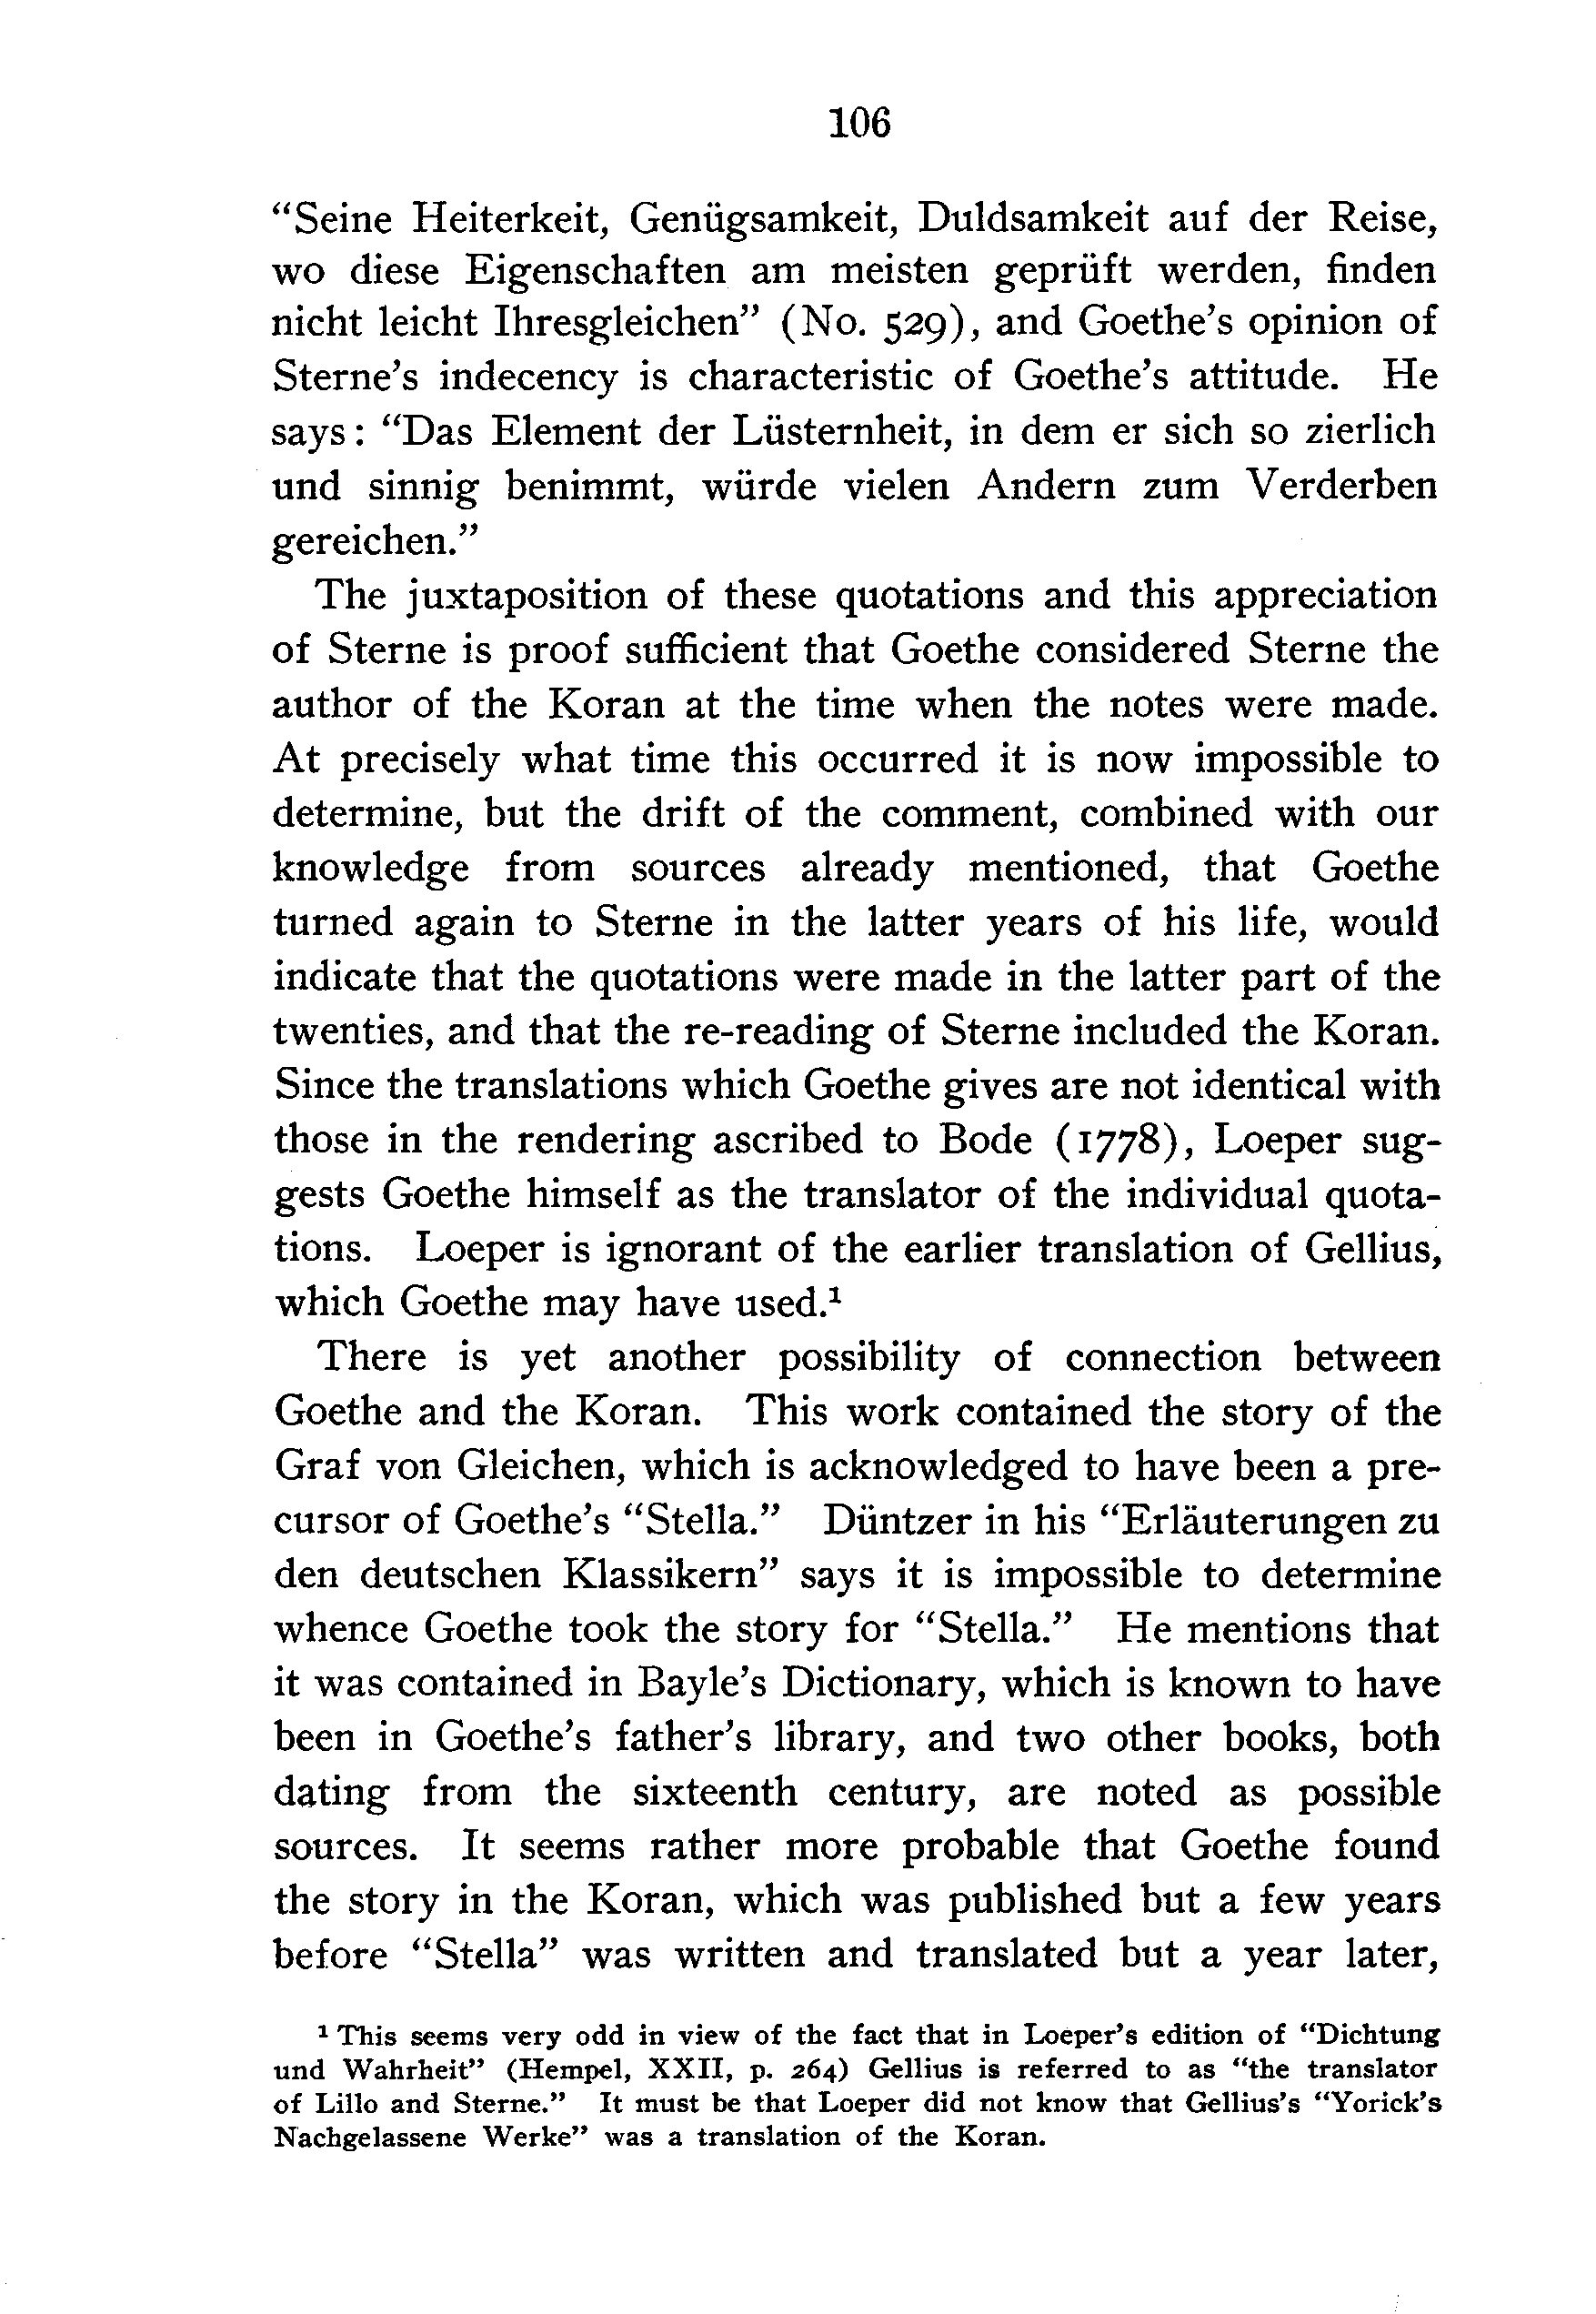 106
“Seine Heiterkeit, Genügsamkeit, Duldsamkeit auf der Reise,
wo diese Eigenschaften am meisten geprüft werden, finden
nicht leicht Ihresgleichen” (No. 529), and Goethe’s opinion of
Sterne’s indecency is characteristic of Goethe’s attitude. He
says: “Das Element der Lüsternheit, in dem er sich so zierlich
und sinnig benimmt, würde vielen Andern zum Verderben
gereichen.”
The juxtaposition of these quotations and this appreciation
of Sterne is proof sufficient that Goethe considered Sterne the
author of the Koran at the time when the notes were made.
At precisely what time this occurred it is now impossible to
determine, but the drift of the comment, combined with our
knowledge from sources already mentioned, that Goethe
turned again to Sterne in the latter years of his life, would
indicate that the quotations were made in the latter part of the
twenties, and that the re-reading of Sterne included the Koran.
Since the translations which Goethe gives are not identical with
those in the rendering ascribed to Bode (1778), Loeper sug-
gests Goethe himself as the translator of the individual quota-
tions. Loeper is ignorant of the earlier translation of Gellius,
which Goethe may have used.¹
There is yet another possibility of connection between
Goethe and the Koran. This work contained the story of the
Graf von Gleichen, which is acknowledged to have been a pre-
cursor of Goethe’s “Stella.” Düntzer in his “Erläuterungen zu
den deutschen Klassikern” says it is impossible to determine
whence Goethe took the story for “Stella.” He mentions that
it was contained in Bayle’s Dictionary, which is known to have
been in Goethe’s father’s library, and two other books, both
dating from the sixteenth century, are noted as possible
sources. It seems rather more probable that Goethe found
the story in the Koran, which was published but a few years
before “Stella” was written and translated but a year later,
¹ This seems very odd in view of the fact that in Loeper’s edition of “Dichtung
und Wahrheit” (Hempel, XXII, p. 264) Gellius is referred to as “the translator
of Lillo and Sterne.” It must be that Loeper did not know that Gellius’s “Yorick’s
Nachgelassene Werke” was a translation of the Koran.